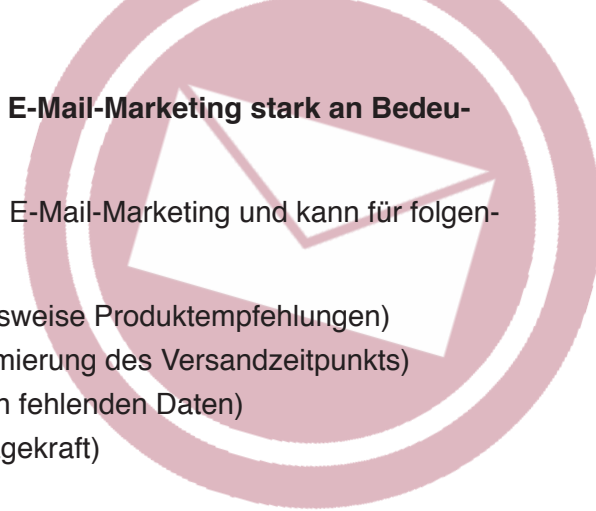 E-Mail-Marketing stark an Bedeu-
E-Mail-Marketing und kann für folgen-
sweise Produktempfehlungen)
mierung des Versandzeitpunkts)
n fehlenden Daten)
gekraft)